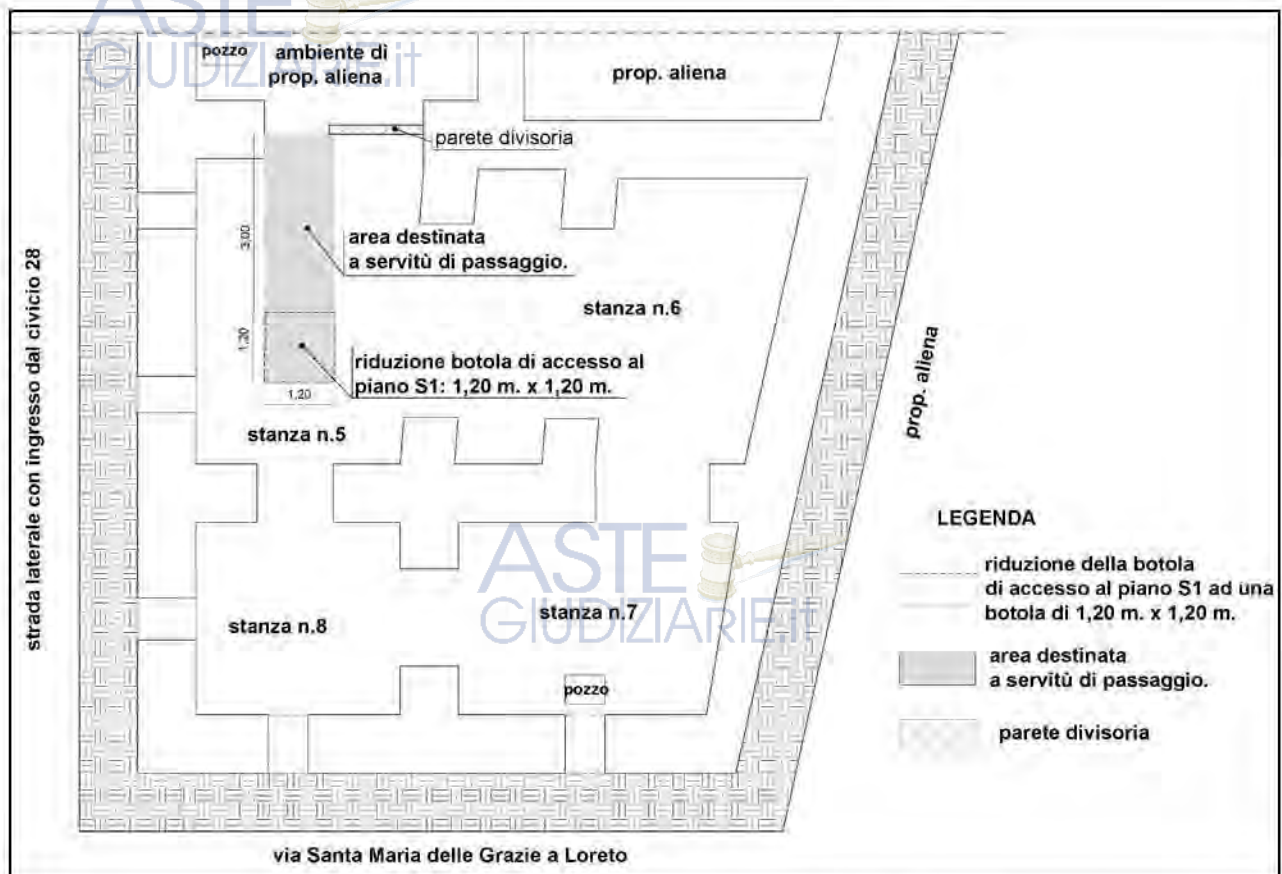 ASTE
GIUDIZIARIE.it
pozzo
ambiente di
prop. aliena
prop. aliena
parete divisoria
3,00
area destinata
a servitù di passaggio.
stanza n.6
1,20
riduzione botola di accesso al
piano S1: 1,20 m. x 1,20 m.
1,20
stanza n.5
strada laterale con ingresso dal civicio 28
prop. aliena
LEGENDA
riduzione della botola
di accesso al piano S1 ad una
botola di 1,20 m. x 1,20 m.
ASTE
GIUDIZIARIE.it
stanza n.8
stanza n.7
area destinata
a servitù di passaggio.
pozzo
parete divisoria
via Santa Maria delle Grazie a Loreto